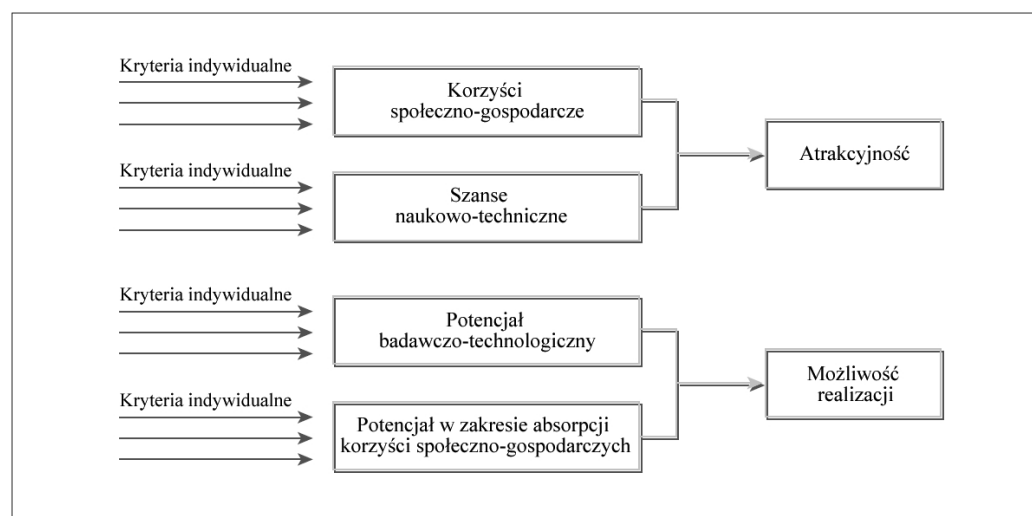 Kryteria indywidualne
Korzyści
społeczno-gospodarcze
Atrakcyjność
Kryteria indywidualne
Szanse
naukowo-techniczne
Kryteria indywidualne
Potencjał
badawczo-technologiczny
Możliwość
realizacji
Kryteria indywidualne
Potencjał w zakresie absorpcji
korzyści społeczno-gospodarczych